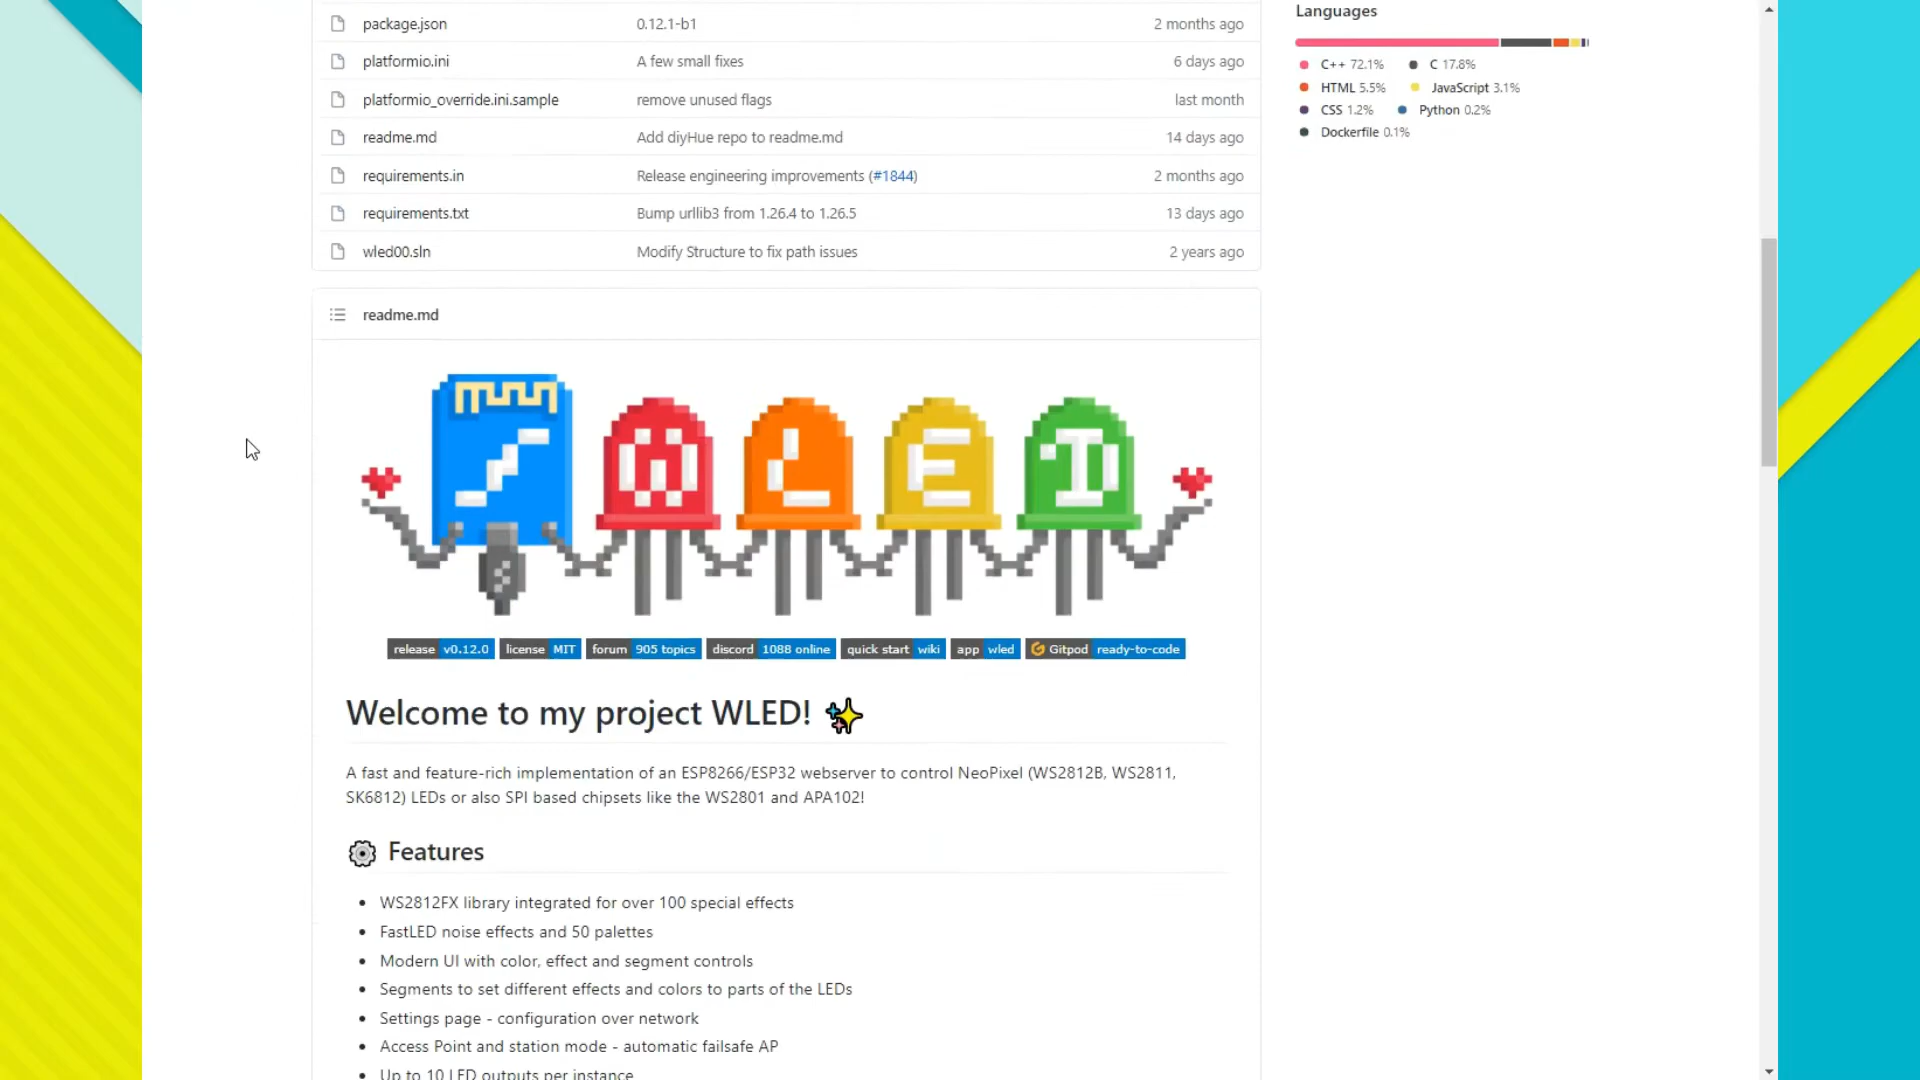 package.json 0.12.1-b1 2 months ago
platformio.ini A few small fixes 6 days ago
platformio_override.ini.sample remove unused flags last month
readme.md Add diyHue repo to readme.md 14 days ago
requirements.in Release engineering improvements (#1844) 2 months ago
requirements.txt Bump urllib3 from 1.26.4 to 1.26.5 13 days ago
wled00.sln Modify Structure to fix path issues 2 years ago
Languages
C++ 72.1% C 17.8%
HTML 5.5% JavaScript 3.1%
CSS 1.2% Python 0.2%
Dockerfile 0.1%
readme.md
WLED
release v0.12.0 license MIT forum 905 topics discord 1088 online quick start wiki app wled Gitpod ready-to-code
Welcome to my project WLED! ✨
A fast and feature-rich implementation of an ESP8266/ESP32 webserver to control NeoPixel (WS2812B, WS2811,
SK6812) LEDs or also SPI based chipsets like the WS2801 and APA102!
Features
• WS2812FX library integrated for over 100 special effects
• FastLED noise effects and 50 palettes
• Modern UI with color, effect and segment controls
• Segments to set different effects and colors to parts of the LEDs
• Settings page - configuration over network
• Access Point and station mode - automatic failsafe AP
• Up to 10 LED outputs per instance